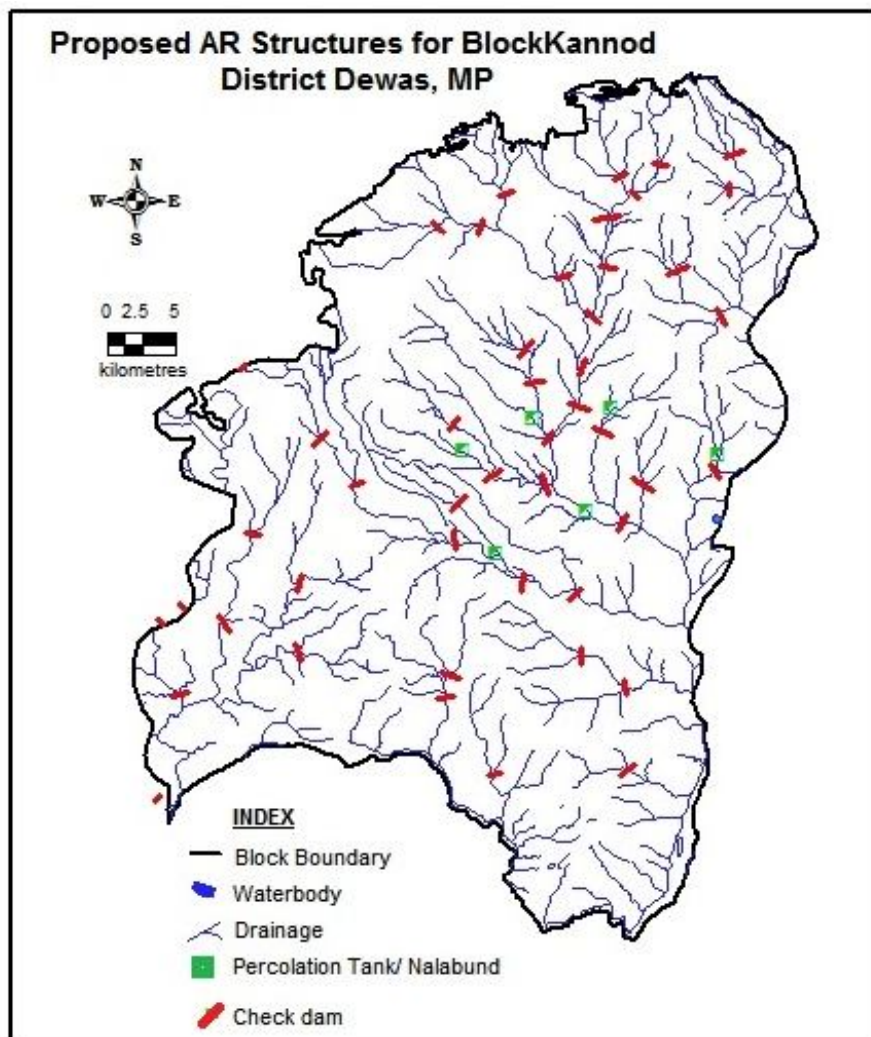 Proposed AR Structures for BlockKannod
District Dewas, MP
N
W E
S
0 2.5 5
kilometres
INDEX
Block Boundary
Waterbody
Drainage
Percolation Tank/ Nalabund
Check dam